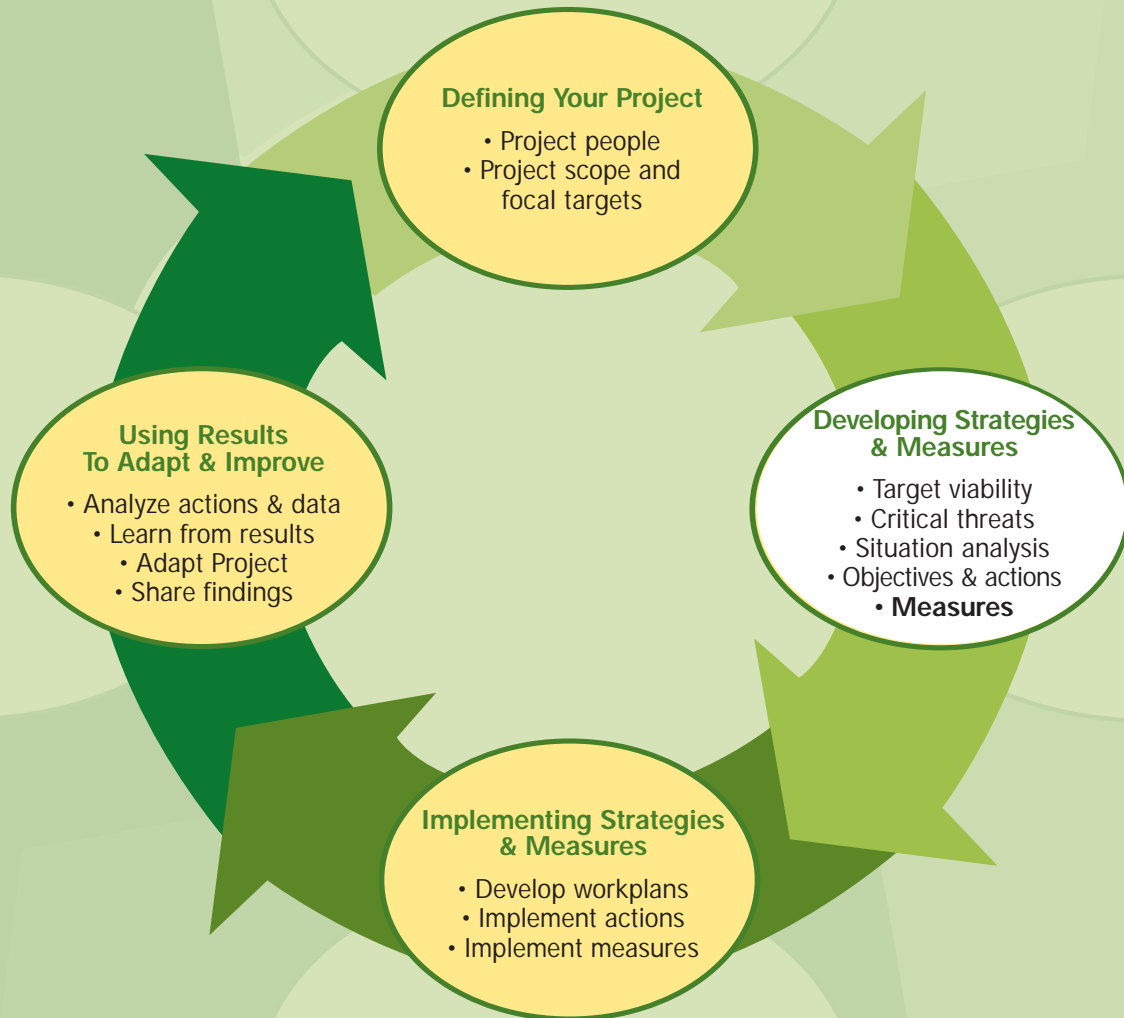 Defining Your Project
• Project people
• Project scope and
focal targets
Developing Strategies
& Measures
• Target viability
• Critical threats
• Situation analysis
• Objectives & actions
• Measures
Implementing Strategies
& Measures
• Develop workplans
• Implement actions
• Implement measures
Using Results
To Adapt & Improve
• Analyze actions & data
• Learn from results
• Adapt Project
• Share findings